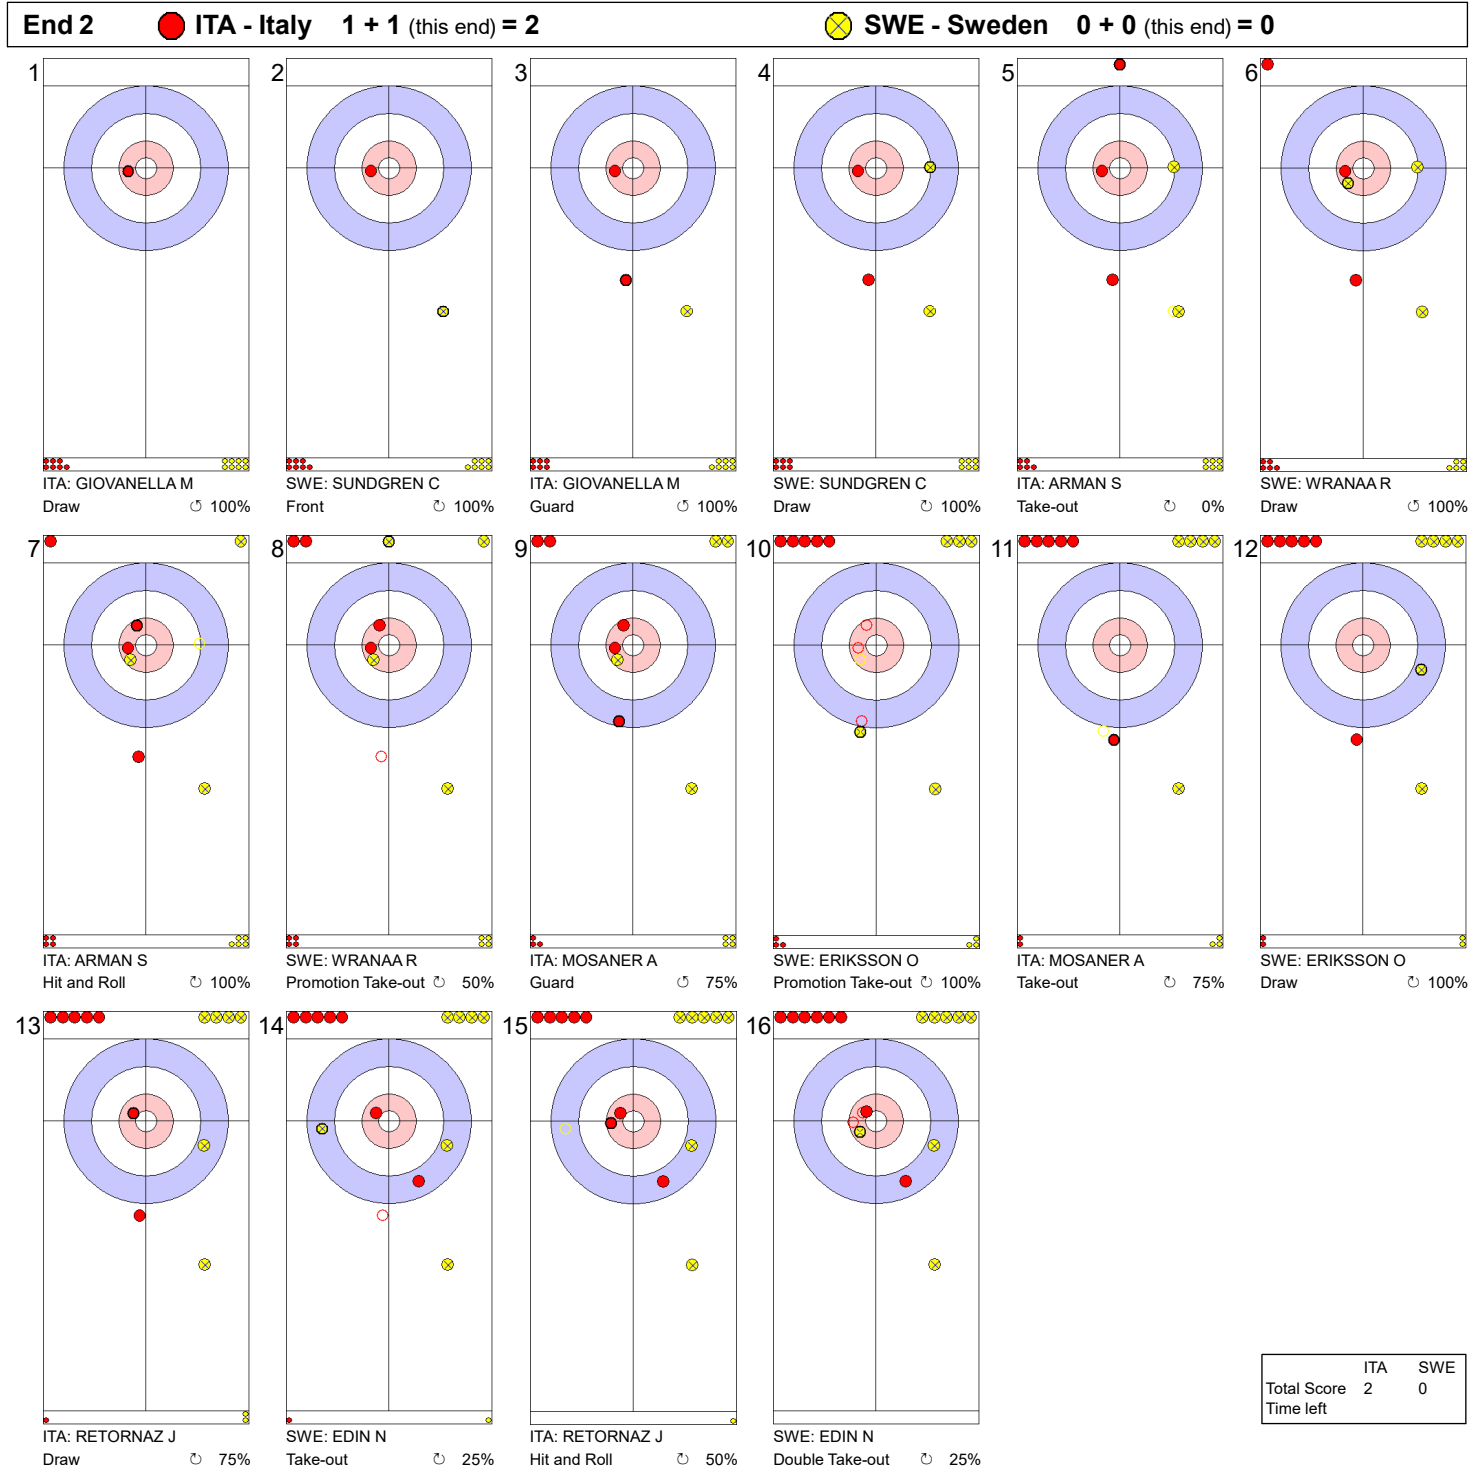 End 2 ITA - Italy 1 + 1 (this end) = 2 SWE - Sweden 0 + 0 (this end) = 0
1 2 3 4 5 6
ITA: GIOVANELLA M SWE: SUNDGREN C ITA: GIOVANELLA M SWE: SUNDGREN C ITA: ARMAN S SWE: WRANAA R
Draw ↺ 100% Front ↻ 100% Guard ↺ 100% Draw ↻ 100% Take-out ↻ 0% Draw ↻ 100%
7 8 9 10 11 12
ITA: ARMAN S SWE: WRANAA R ITA: MOSANER A SWE: ERIKSSON O ITA: MOSANER A SWE: ERIKSSON O
Hit and Roll ↻ 100% Promotion Take-out ↻ 50% Guard ↺ 75% Promotion Take-out ↻ 100% Take-out ↻ 75% Draw ↻ 100%
13 14 15 16
ITA: RETORNAZ J SWE: EDIN N ITA: RETORNAZ J SWE: EDIN N
Draw ↻ 75% Take-out ↻ 25% Hit and Roll ↻ 50% Double Take-out ↻ 25%
ITA SWE
Total Score 2 0
Time left